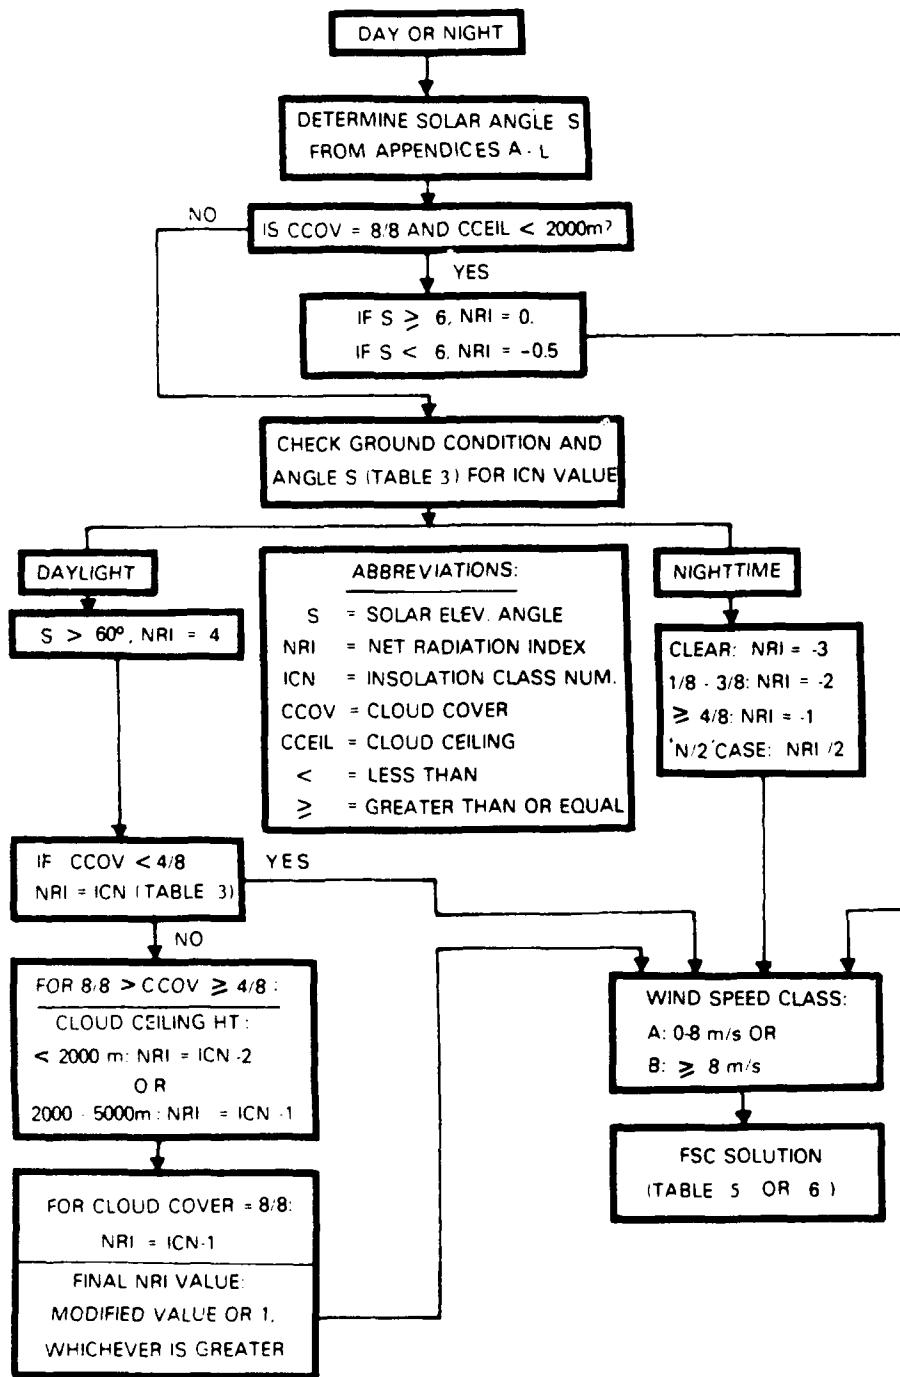 DAY OR NIGHT
DETERMINE SOLAR ANGLE S
FROM APPENDICES A - L
NO
IS CCOV = 8/8 AND CCEIL < 2000m?
YES
IF S ≥ 6, NRI = 0.
IF S < 6, NRI = -0.5
CHECK GROUND CONDITION AND
ANGLE S (TABLE 3) FOR ICN VALUE
DAYLIGHT
S > 60º, NRI = 4
ABBREVIATIONS:
S = SOLAR ELEV. ANGLE
NRI = NET RADIATION INDEX
ICN = INSOLATION CLASS NUM.
CCOV = CLOUD COVER
CCEIL = CLOUD CEILING
< = LESS THAN
≥ = GREATER THAN OR EQUAL
NIGHTTIME
CLEAR: NRI = -3
1/8 - 3/8: NRI = -2
≥ 4/8: NRI = -1
'N/2' CASE: NRI/2
IF CCOV < 4/8
NRI = ICN (TABLE 3)
YES
NO
FOR 8/8 > CCOV ≥ 4/8:
CLOUD CEILING HT:
< 2000 m: NRI = ICN -2
OR
2000 - 5000m: NRI = ICN -1
FOR CLOUD COVER = 8/8:
NRI = ICN-1
FINAL NRI VALUE:
MODIFIED VALUE OR 1,
WHICHEVER IS GREATER
WIND SPEED CLASS:
A: 0-8 m/s OR
B: ≥ 8 m/s
FSC SOLUTION
(TABLE 5 OR 6)